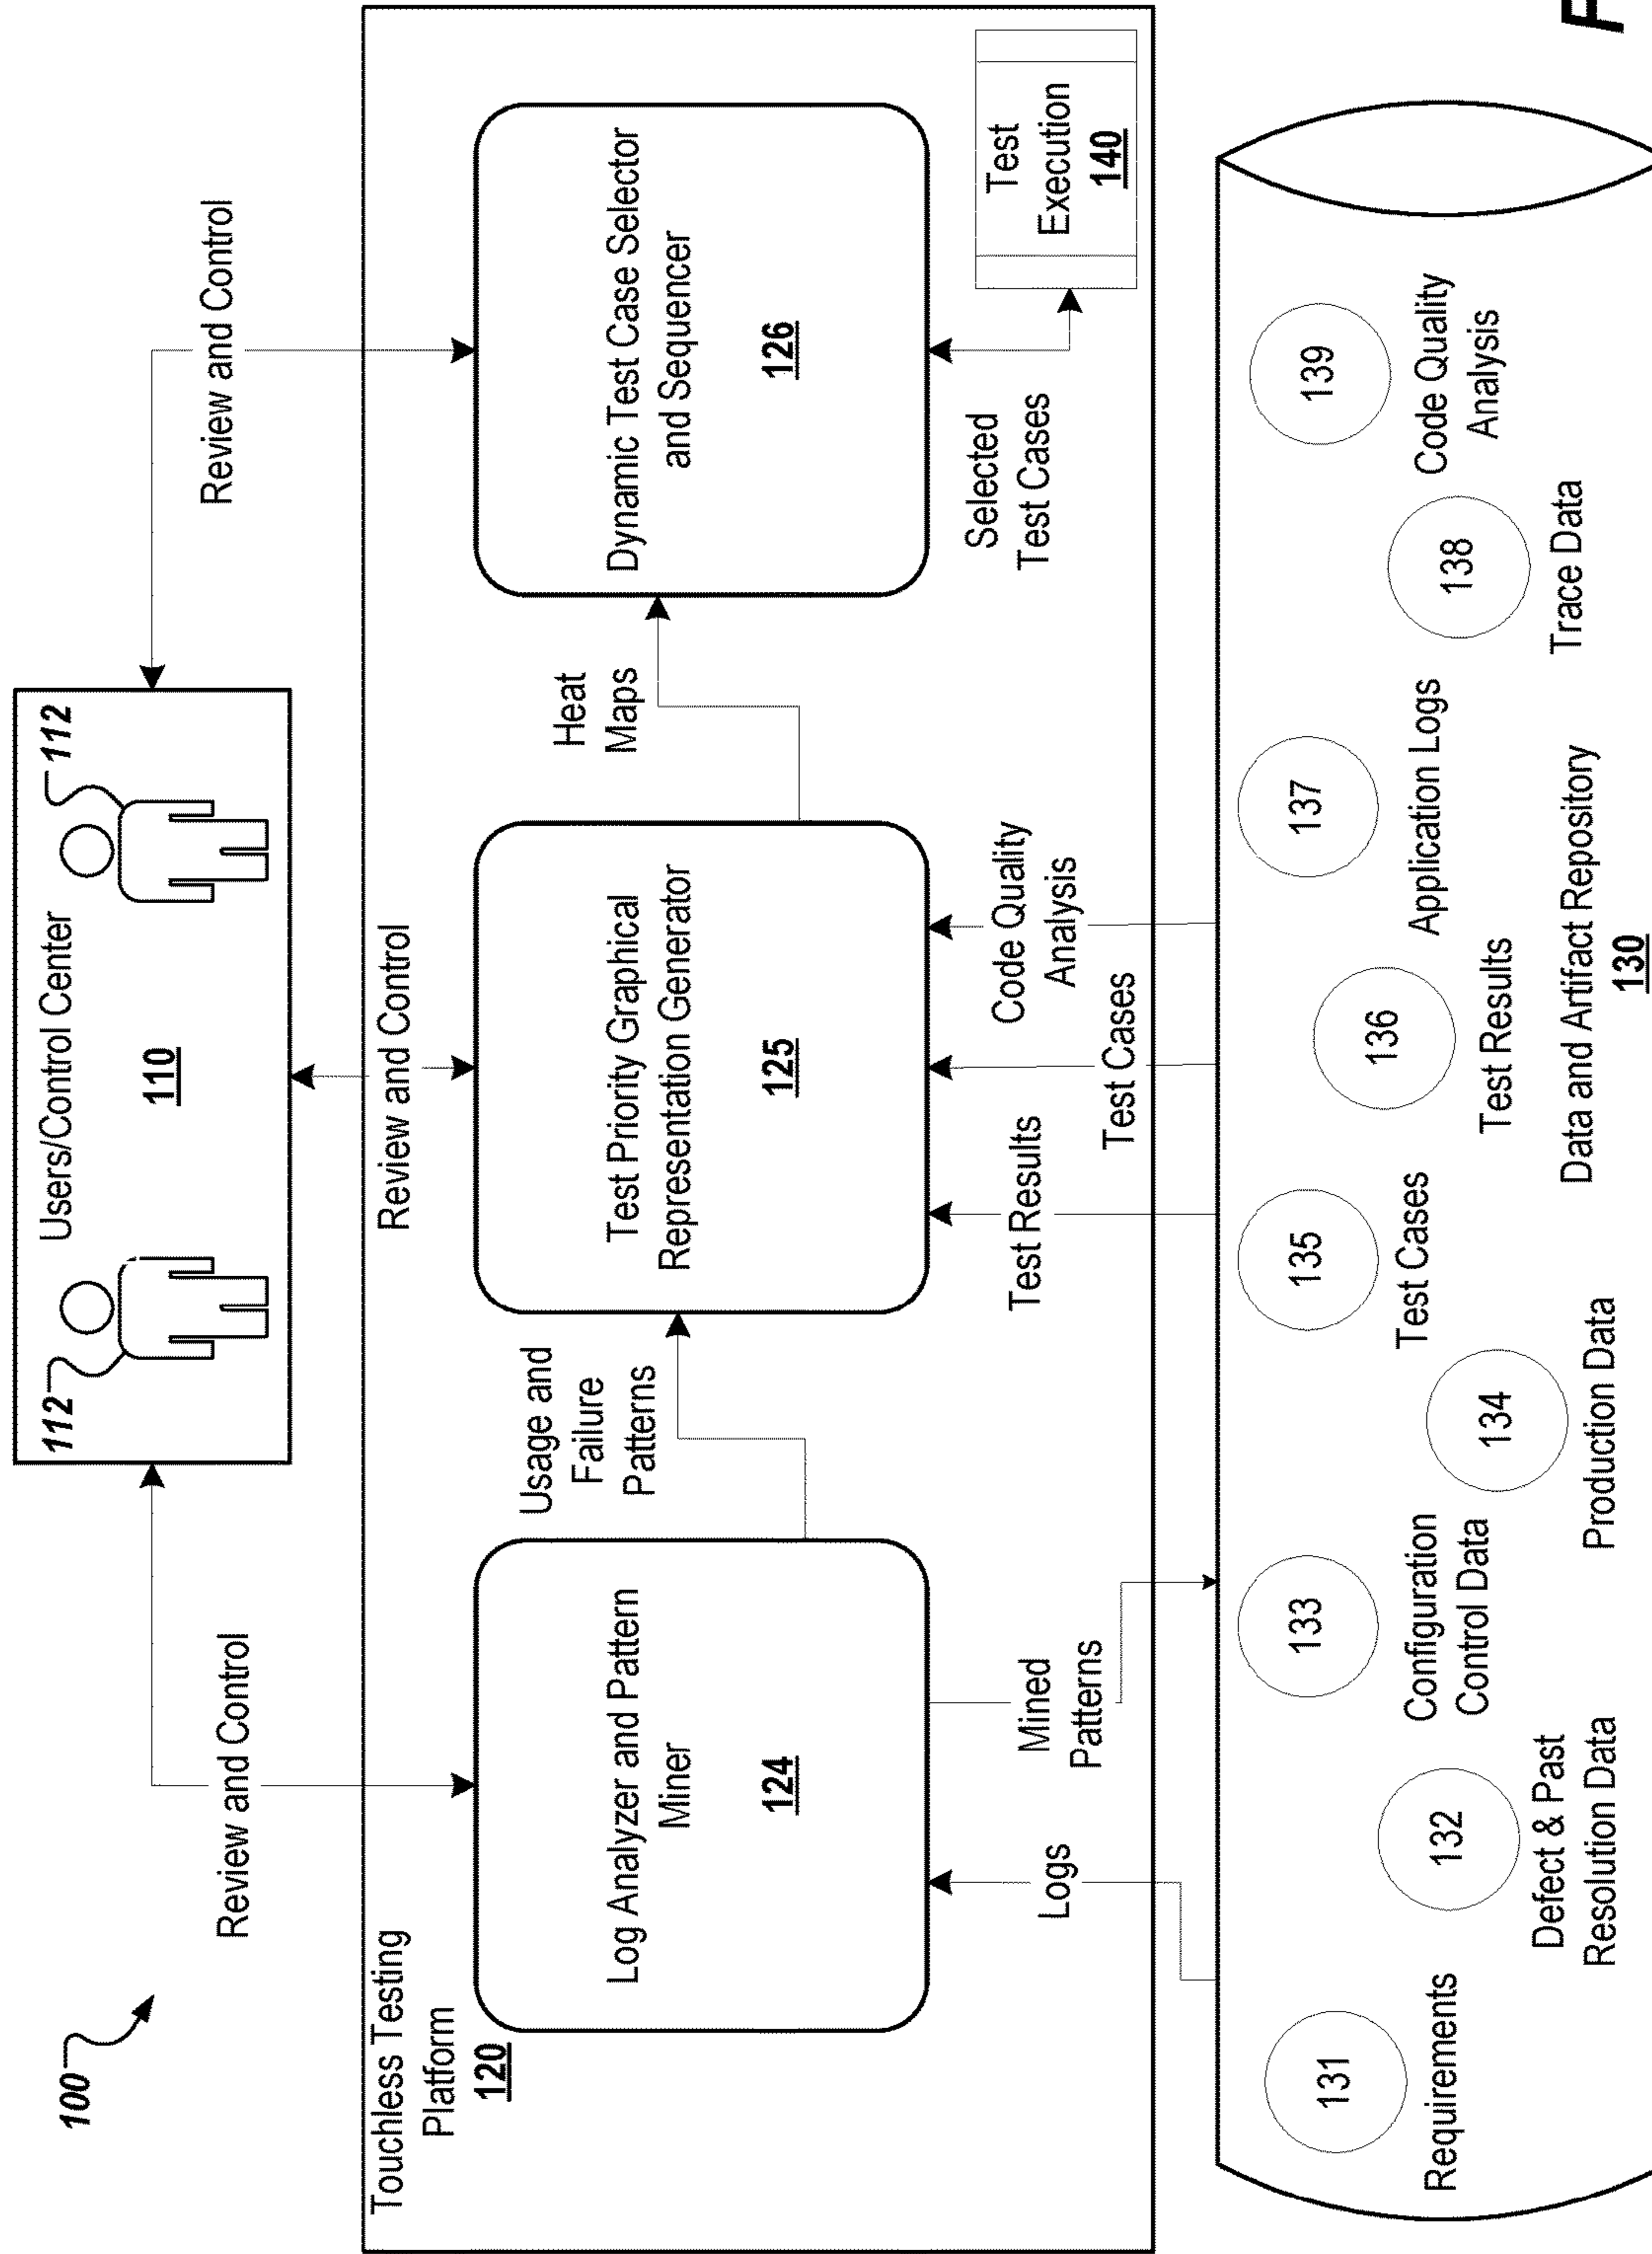 100
Users/Control Center
110
112
112
Review and Control
Review and Control
Review and Control
Touchless Testing
Platform
120
Log Analyzer and Pattern
Miner
124
Usage and
Failure
Patterns
Test Priority Graphical
Representation Generator
125
Heat
Maps
Dynamic Test Case Selector
and Sequencer
126
Logs
Mined
Patterns
Test Results
Test Cases
Code Quality
Analysis
Selected
Test Cases
Test
Execution
140
131
Requirements
132
Defect & Past
Resolution Data
133
Configuration
Control Data
134
Production Data
135
Test Cases
136
Test Results
137
Application Logs
138
Trace Data
139
Code Quality
Analysis
Data and Artifact Repository
130